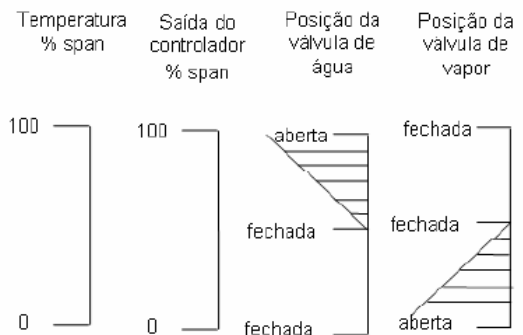 Temperatura
% span
Saída do
controlador
% span
Posição da
válvula de
água
Posição da
válvula de
vapor
100
100
aberta
fechada
fechada
fechada
0
0
fechada
aberta